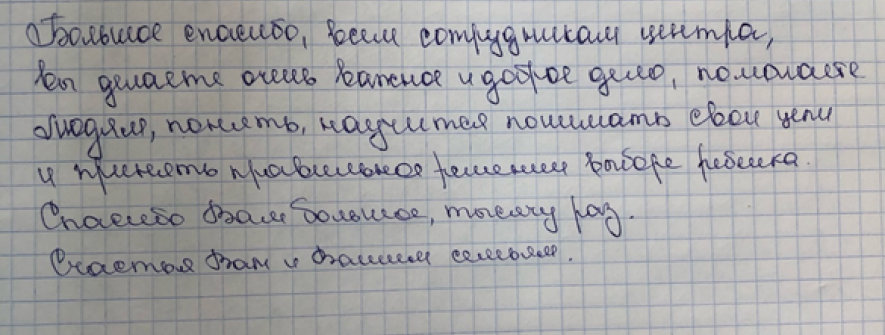 Большое спасибо, всем сотрудникам центра,
вы делаете очень важное и доброе дело, помогаете
людям, понять, научится понимать свои цели
и принять правильное решении выборе ребенка.
Спасибо Вам большое, тысячу раз.
Счастья Вам и Вашим семьям.